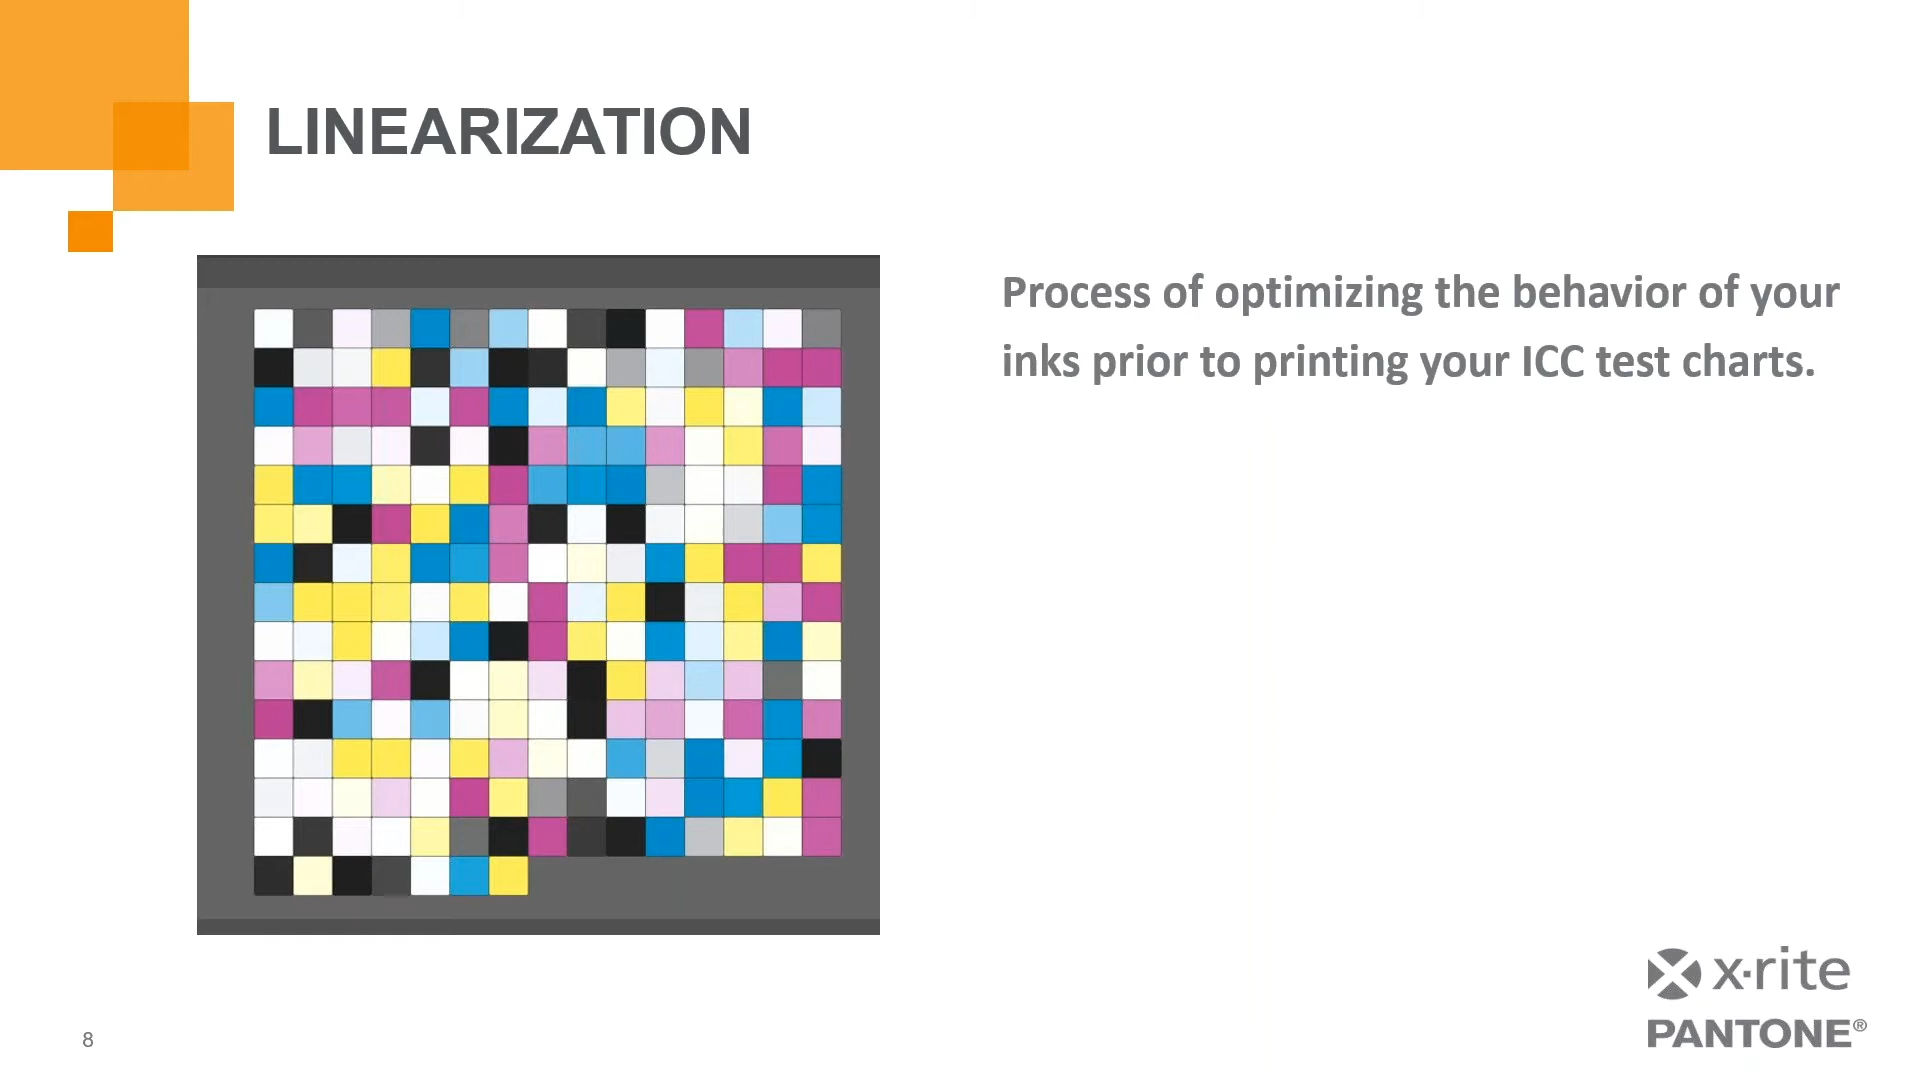 LINEARIZATION
Process of optimizing the behavior of your
inks prior to printing your ICC test charts.
x·rite
PANTONE®
8